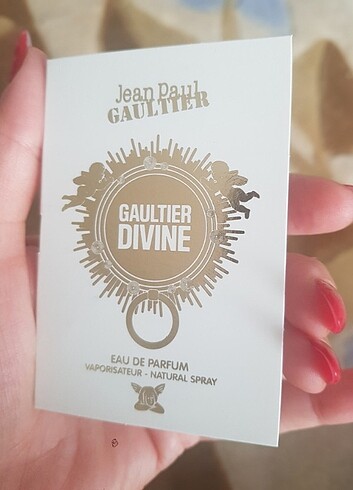 Jean Paul
GAULTIER
GAULTIER
DIVINE
EAU DE PARFUM
VAPORISATEUR - NATURAL SPRAY